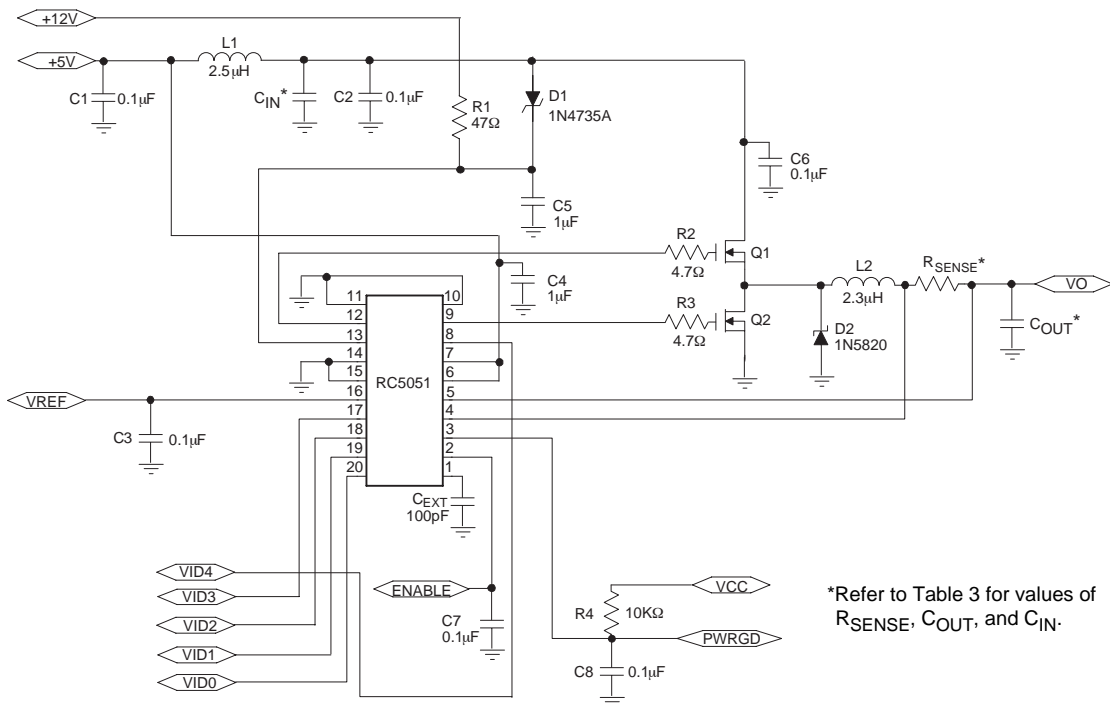 +12V
+5V
L1
2.5µH
C1
0.1µF
CIN*
C2
0.1µF
R1
47Ω
D1
1N4735A
C5
1µF
C6
0.1µF
R2
4.7Ω
Q1
C4
1µF
R3
4.7Ω
Q2
L2
2.3µH
RSENSE*
VO
COUT*
D2
1N5820
11
12
13
14
15
16
17
18
19
20
RC5051
10
9
8
7
6
5
4
3
2
1
VREF
C3
0.1µF
CEXT
100pF
VID4
VID3
VID2
VID1
VID0
ENABLE
C7
0.1µF
VCC
R4
10KΩ
PWRGD
C8
0.1µF
*Refer to Table 3 for values of
RSENSE, COUT, and CIN.